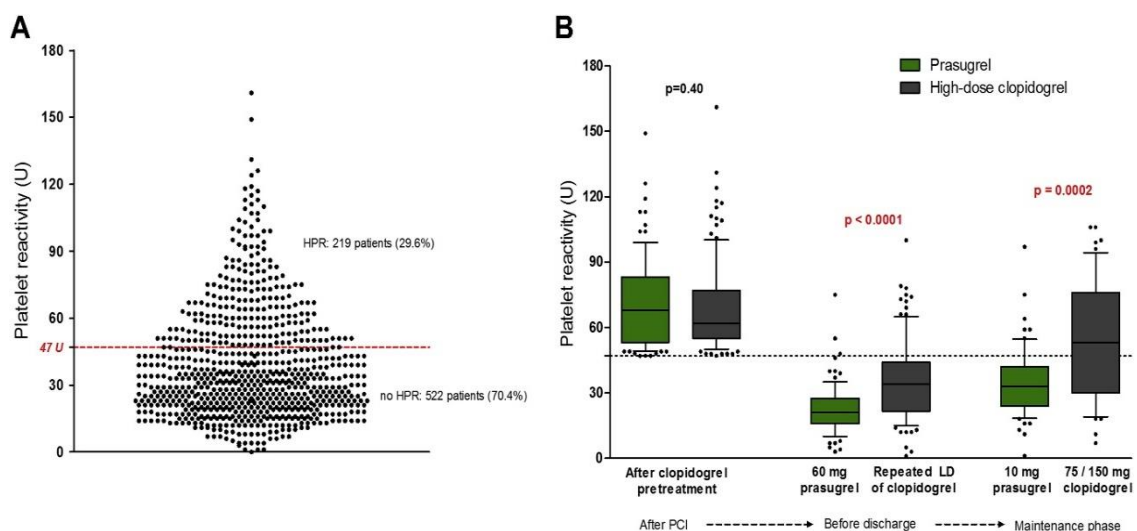 A
180
150
120
90
60
47 U
30
0
Platelet reactivity (U)
HPR: 219 patients (29.6%)
no HPR: 522 patients (70.4%)
B
180
150
120
90
60
30
0
Platelet reactivity (U)
Prasugrel
High-dose clopidogrel
p=0.40
p < 0.0001
p = 0.0002
After clopidogrel
pretreatment
60 mg
prasugrel
Repeated LD
of clopidogrel
10 mg
prasugrel
75 / 150 mg
clopidogrel
After PCI
Before discharge
Maintenance phase